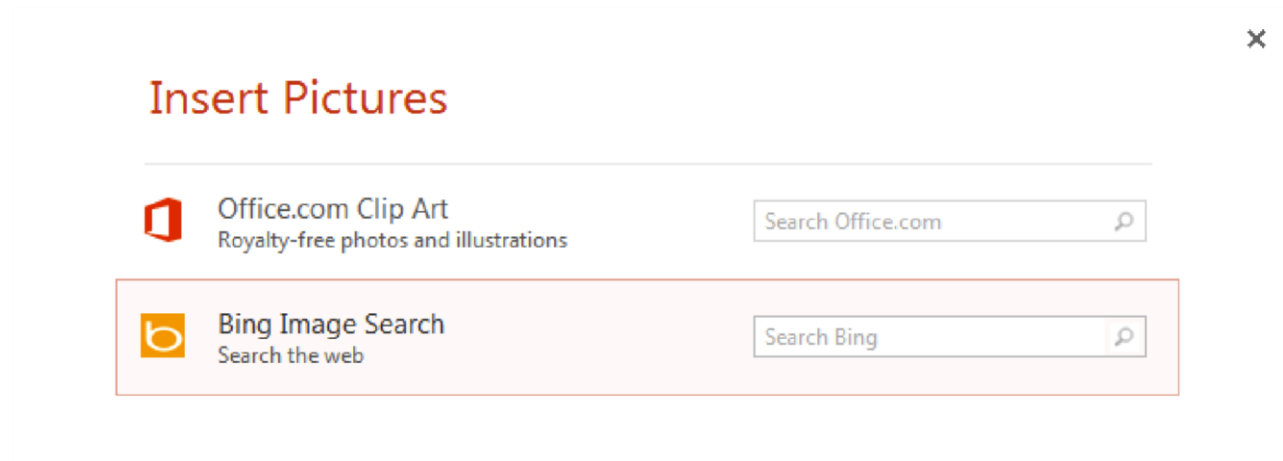 Insert Pictures
Office.com Clip Art
Royalty-free photos and illustrations
Search Office.com
Bing Image Search
Search the web
Search Bing